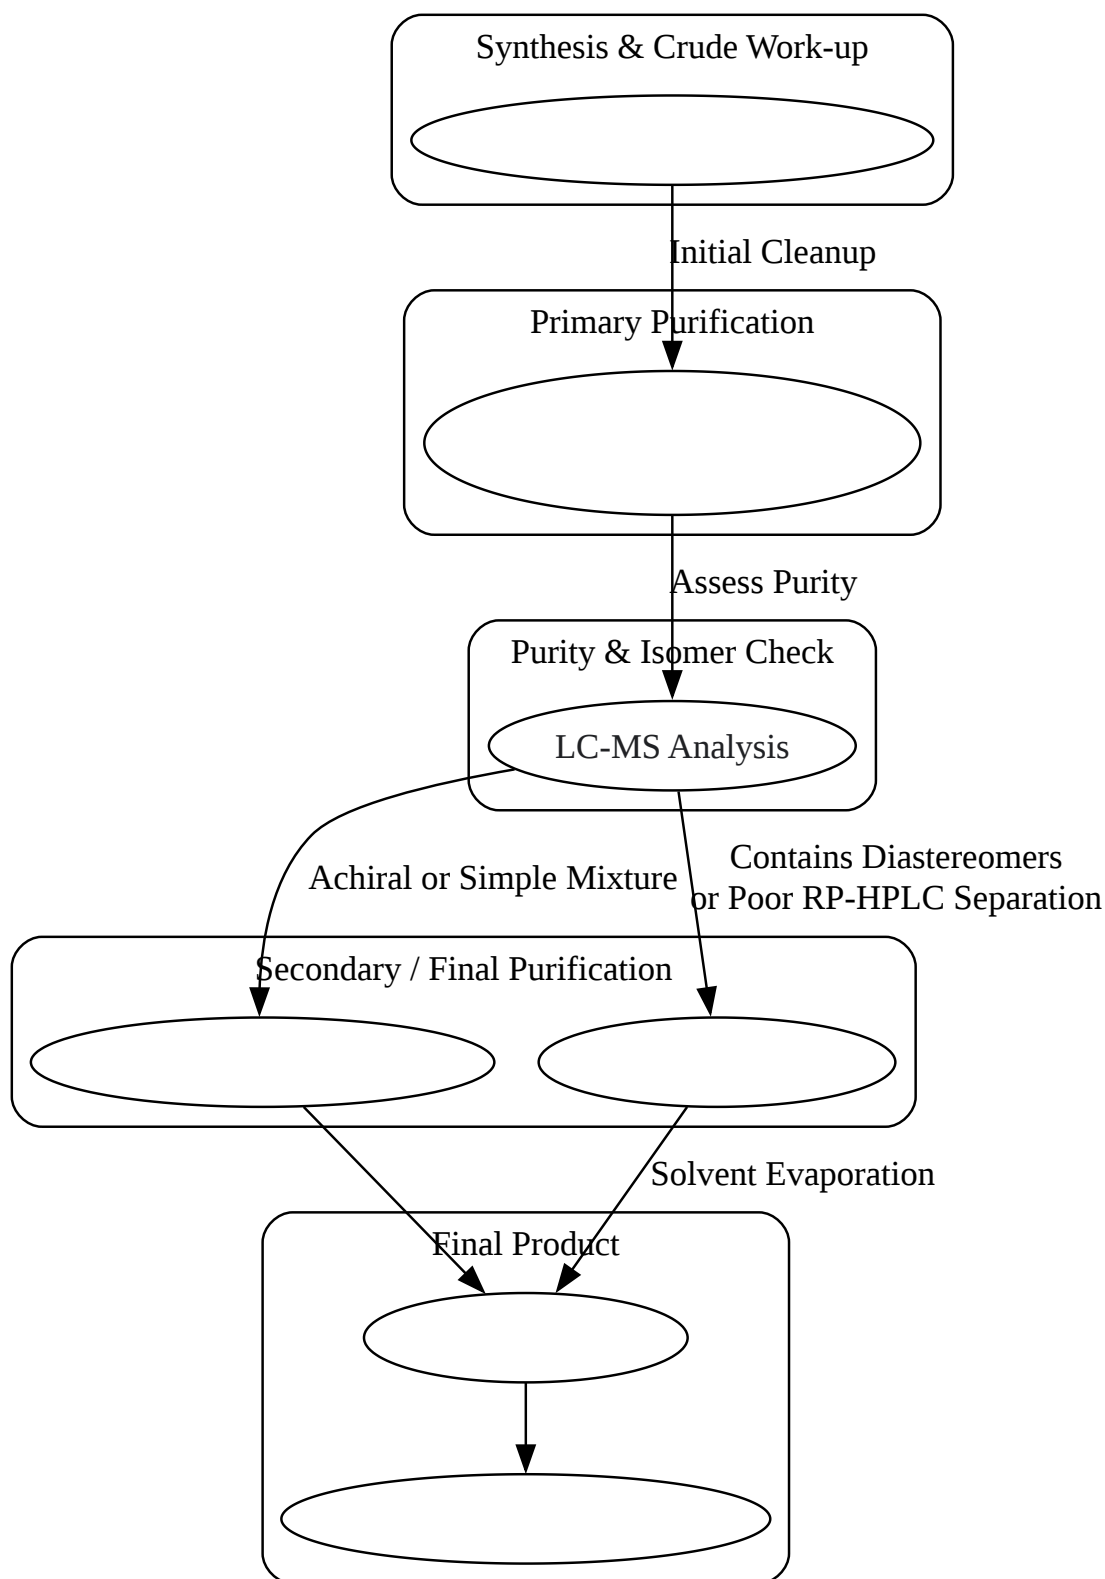 Synthesis & Crude Work-up
Initial Cleanup
Primary Purification
Assess Purity
Purity & Isomer Check
LC-MS Analysis
Achiral or Simple Mixture
Contains Diastereomers
or Poor RP-HPLC Separation
Secondary / Final Purification
Solvent Evaporation
Final Product